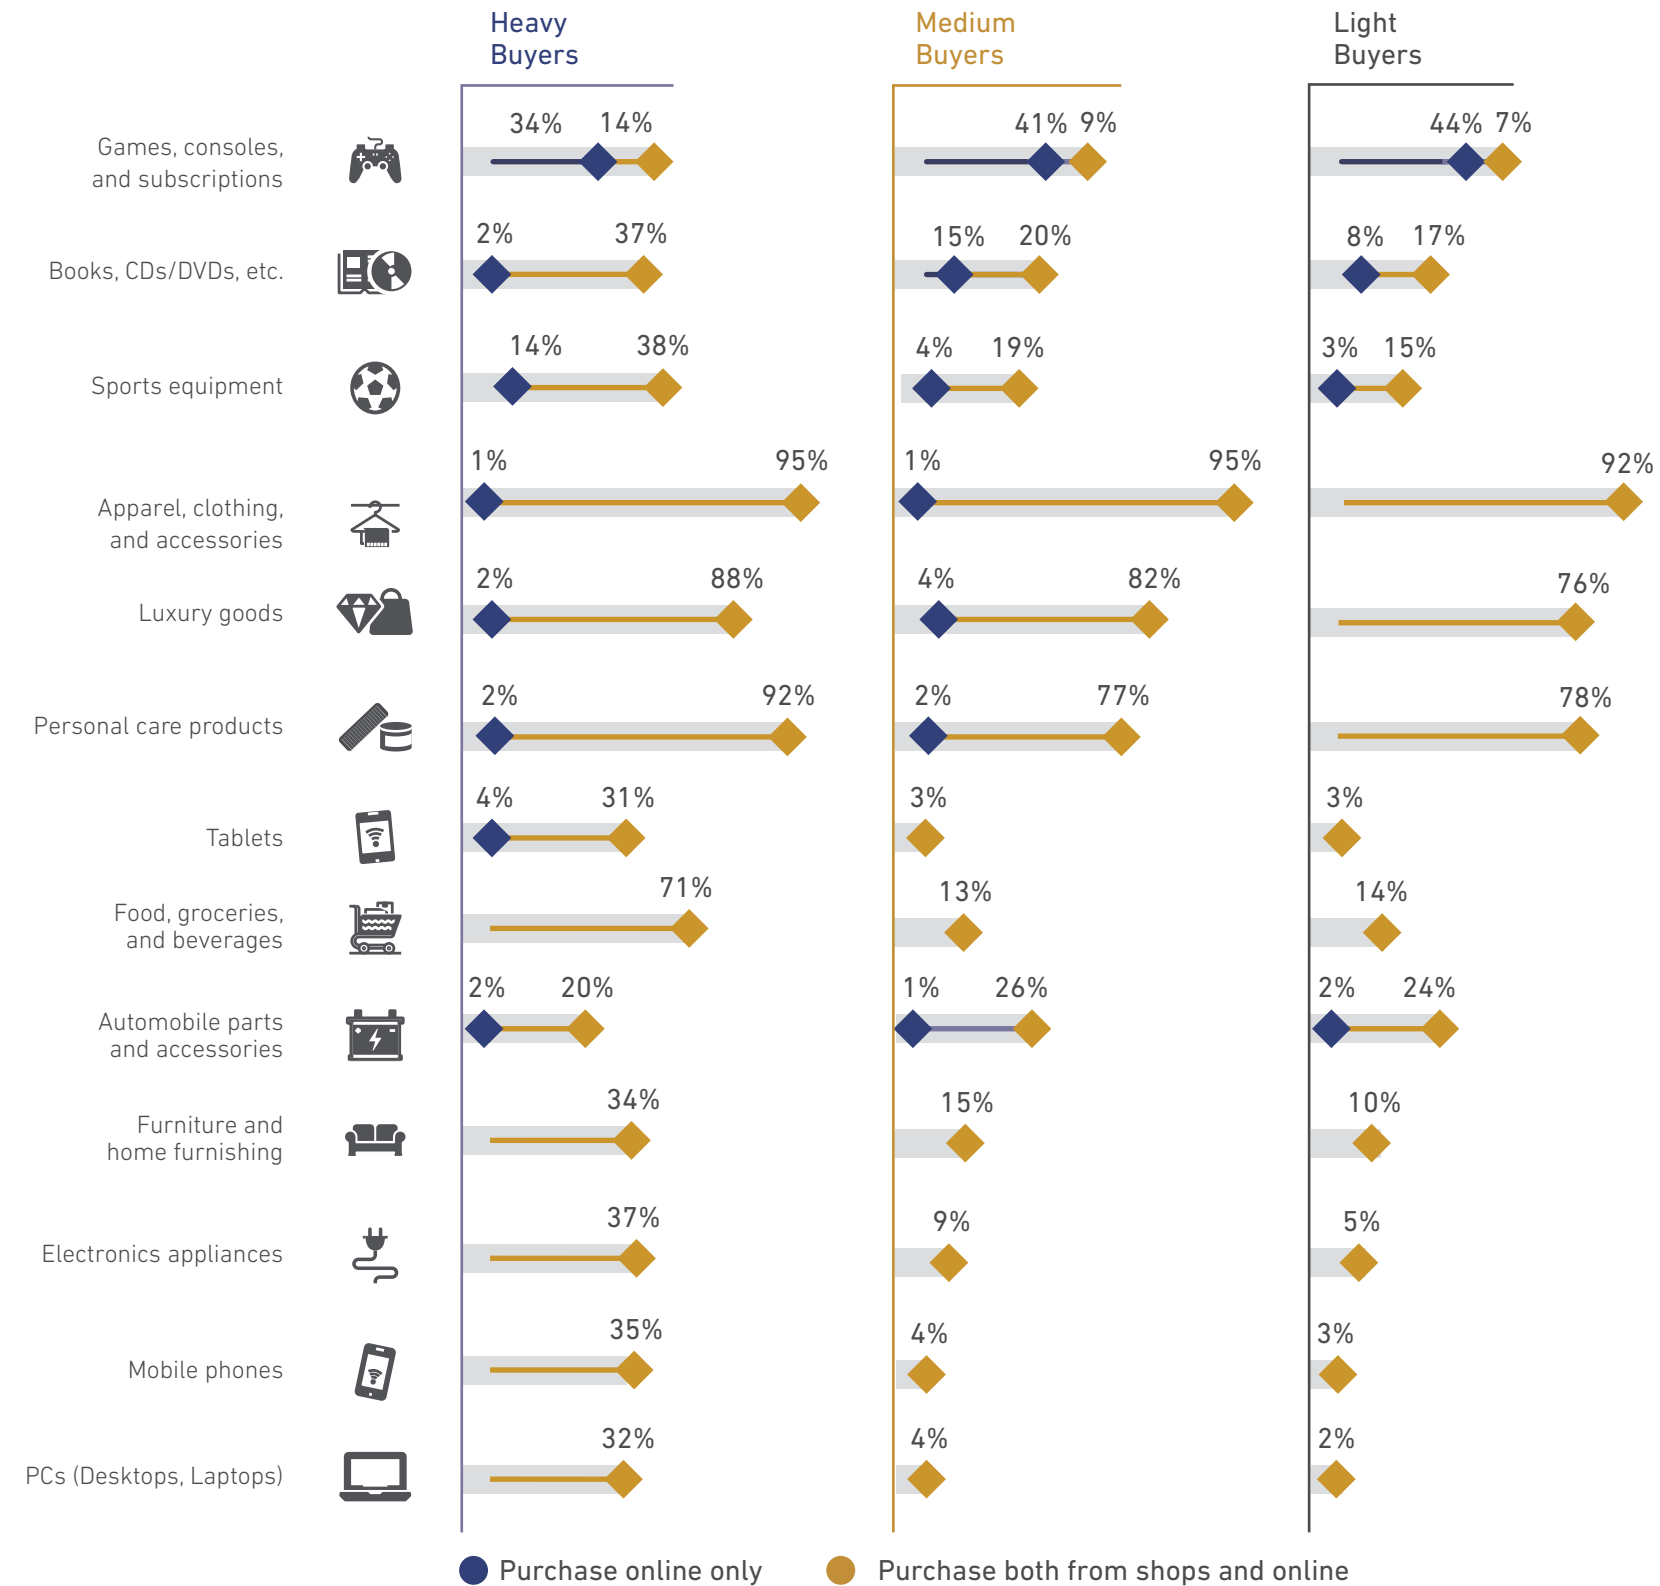 Heavy
Buyers
Medium
Buyers
Light
Buyers
Games, consoles,
and subscriptions
34% 14% 41% 9% 44% 7%
Books, CDs/DVDs, etc.
2% 37% 15% 20% 8% 17%
Sports equipment
14% 38% 4% 19% 3% 15%
Apparel, clothing,
and accessories
1% 95% 1% 95% 92%
Luxury goods
2% 88% 4% 82% 76%
Personal care products
2% 92% 2% 77% 78%
Tablets
4% 31% 3% 3%
Food, groceries,
and beverages
71% 13% 14%
Automobile parts
and accessories
2% 20% 1% 26% 2% 24%
Furniture and
home furnishing
34% 15% 10%
Electronics appliances
37% 9% 5%
Mobile phones
35% 4% 3%
PCs (Desktops, Laptops)
32% 4% 2%
Purchase online only
Purchase both from shops and online